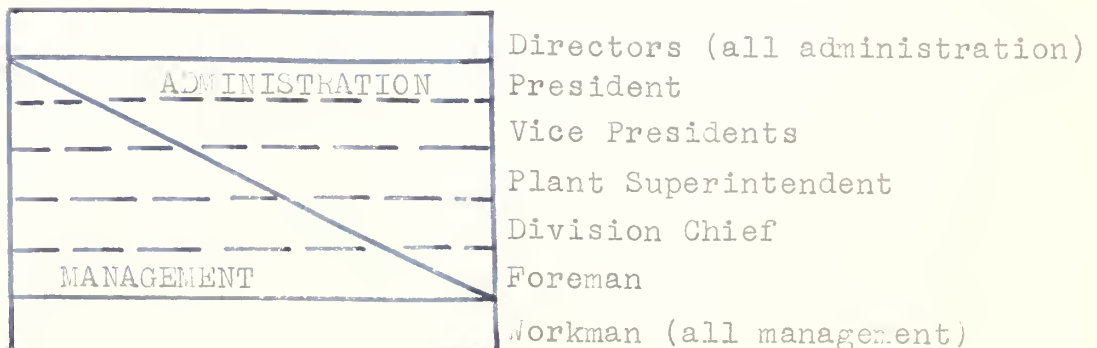 Directors (all administration)
ADMINISTRATION President
Vice Presidents
Plant Superintendent
Division Chief
MANAGEMENT Foreman
Workman (all management)